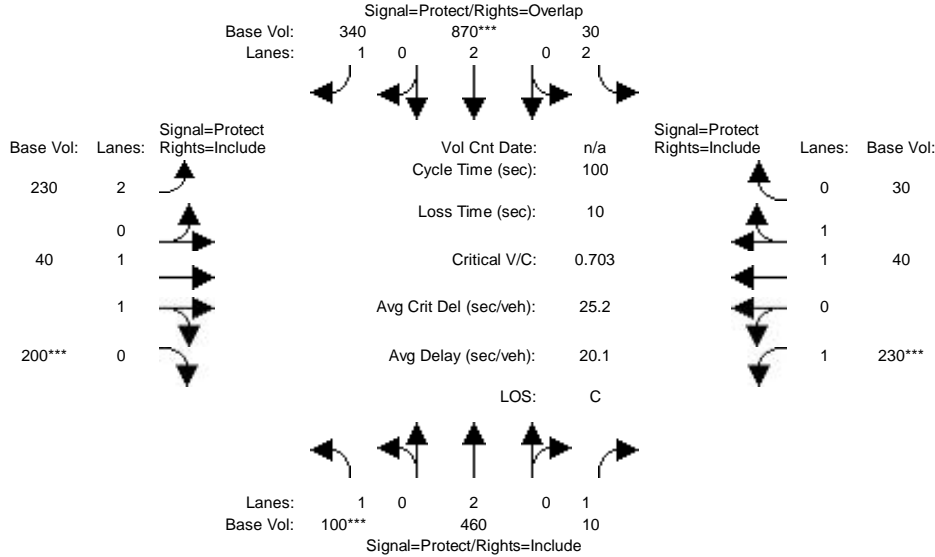 Signal=Protect/Rights=Overlap
Base Vol: 340 870*** 30
Lanes: 1 0 2 0 2
Signal=Protect
Rights=Include
Base Vol: Lanes:
Vol Cnt Date: n/a
Signal=Protect
Rights=Include
Lanes: Base Vol:
Cycle Time (sec): 100
230 2
0 30
Loss Time (sec): 10
0
1
40 1
Critical V/C: 0.703
1 40
1
Avg Crit Del (sec/veh): 25.2
0
200*** 0
Avg Delay (sec/veh): 20.1
1 230***
LOS: C
Lanes: 1 0 2 0 1
Base Vol: 100*** 460 10
Signal=Protect/Rights=Include